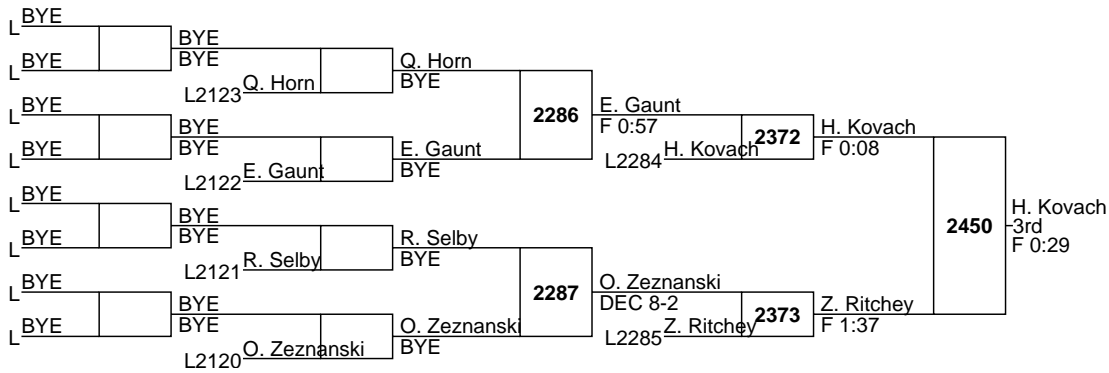 L BYE
L BYE
BYE
BYE
L2123 Q. Horn
Q. Horn
BYE
L BYE
L BYE
BYE
BYE
L2122 E. Gaunt
E. Gaunt
BYE
2286
E. Gaunt
F 0:57
L2284 H. Kovach
2372
H. Kovach
F 0:08
L BYE
L BYE
BYE
BYE
L2121 R. Selby
R. Selby
BYE
L BYE
L BYE
BYE
BYE
L2120 O. Zeznanski
O. Zeznanski
BYE
2287
O. Zeznanski
DEC 8-2
L2285 Z. Ritchey
2373
Z. Ritchey
F 1:37
2450
H. Kovach
3rd
F 0:29